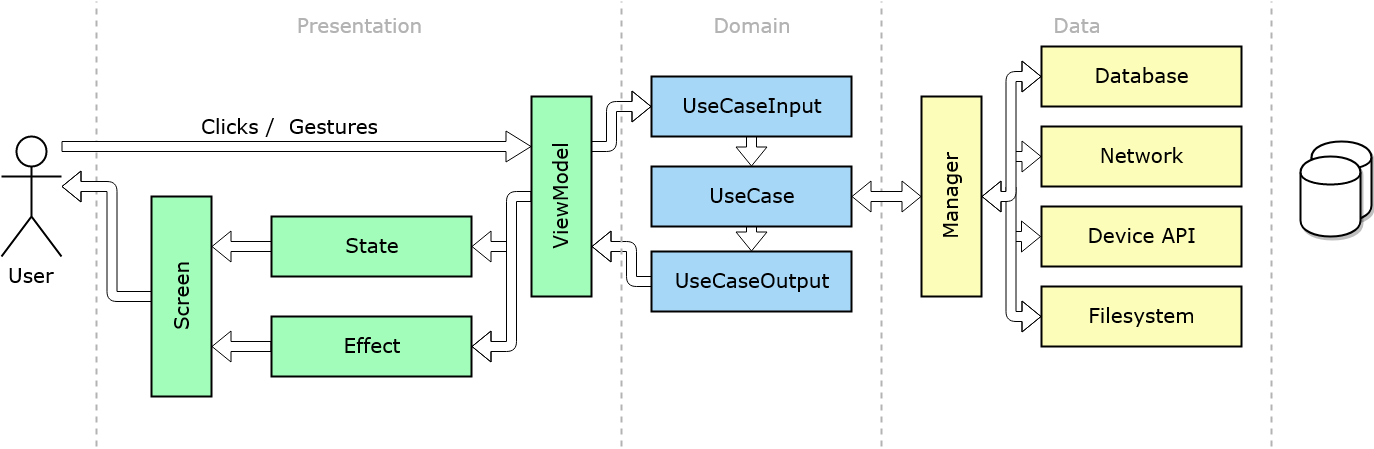 Presentation
Domain
Data
Clicks /  Gestures
User
Screen
State
Effect
ViewModel
UseCaseInput
UseCase
UseCaseOutput
Manager
Database
Network
Device API
Filesystem